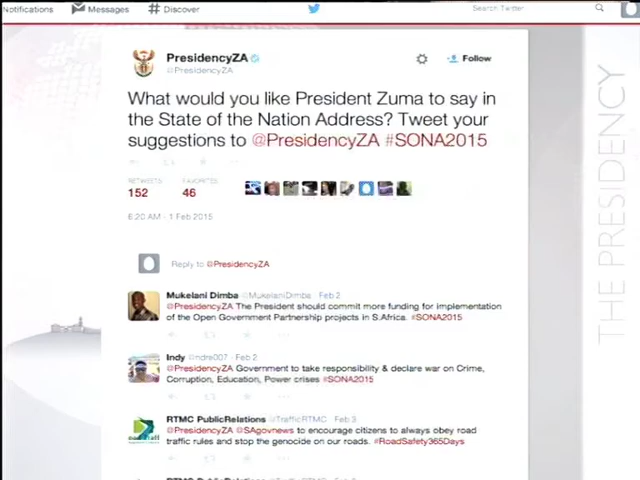 Notifications Messages # Discover Search Twitter
PresidencyZA
@PresidencyZA
Follow
What would you like President Zuma to say in
the State of the Nation Address? Tweet your
suggestions to @PresidencyZA #SONA2015
RETWEETS FAVORITES
152 46
6:20 AM - 1 Feb 2015
Reply to @PresidencyZA
Mukelani Dimba @MukelaniDimba Feb 2
@PresidencyZA The President should commit more funding for implementation
of the Open Government Partnership projects in S.Africa. #SONA2015
Indy @ndre007 Feb 2
@PresidencyZA Government to take responsibility & declare war on Crime,
Corruption, Education, Power crises #SONA2015
RTMC PublicRelations @TrafficRTMC Feb 3
@PresidencyZA @SAgovnews to encourage citizens to always obey road
traffic rules and stop the genocide on our roads. #RoadSafety365Days
THE PRESIDENCY